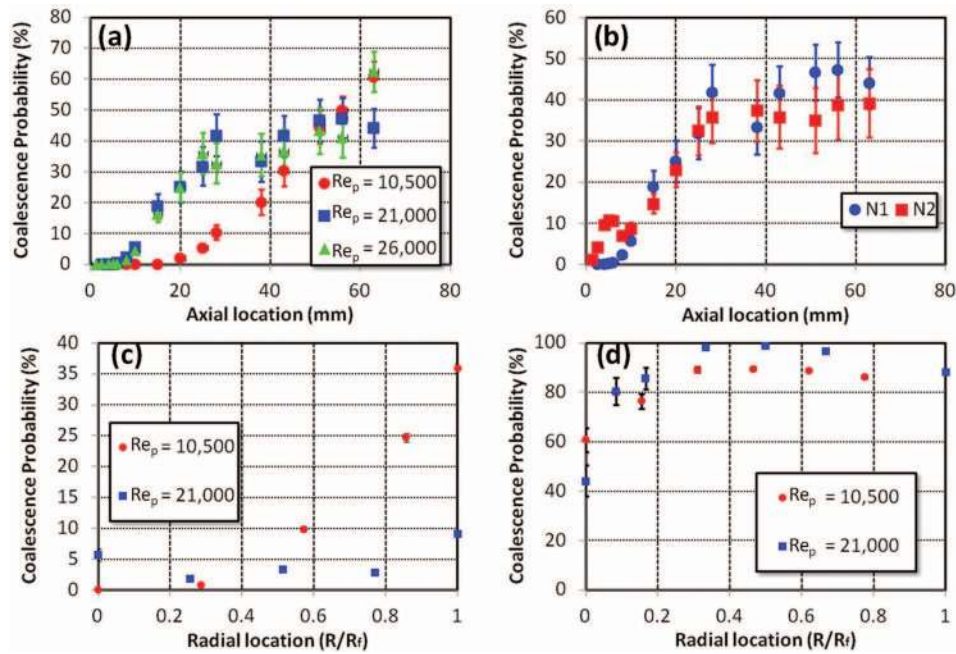 (a)
Coalescence Probability (%)
80
70
60
50
40
30
20
10
0
0 20 40 60 80
Axial location (mm)
Reₚ = 10,500
Reₚ = 21,000
Reₚ = 26,000
(b)
Coalescence Probability (%)
60
50
40
30
20
10
0
0 20 40 60 80
Axial location (mm)
N1 N2
(c)
Coalescence Probability (%)
40
35
30
25
20
15
10
5
0
0 0.2 0.4 0.6 0.8 1
Radial location (R/Rf)
Reₚ = 10,500
Reₚ = 21,000
(d)
Coalescence Probability (%)
100
80
60
40
20
0
0 0.2 0.4 0.6 0.8 1
Radial location (R/Rf)
Reₚ = 10,500
Reₚ = 21,000